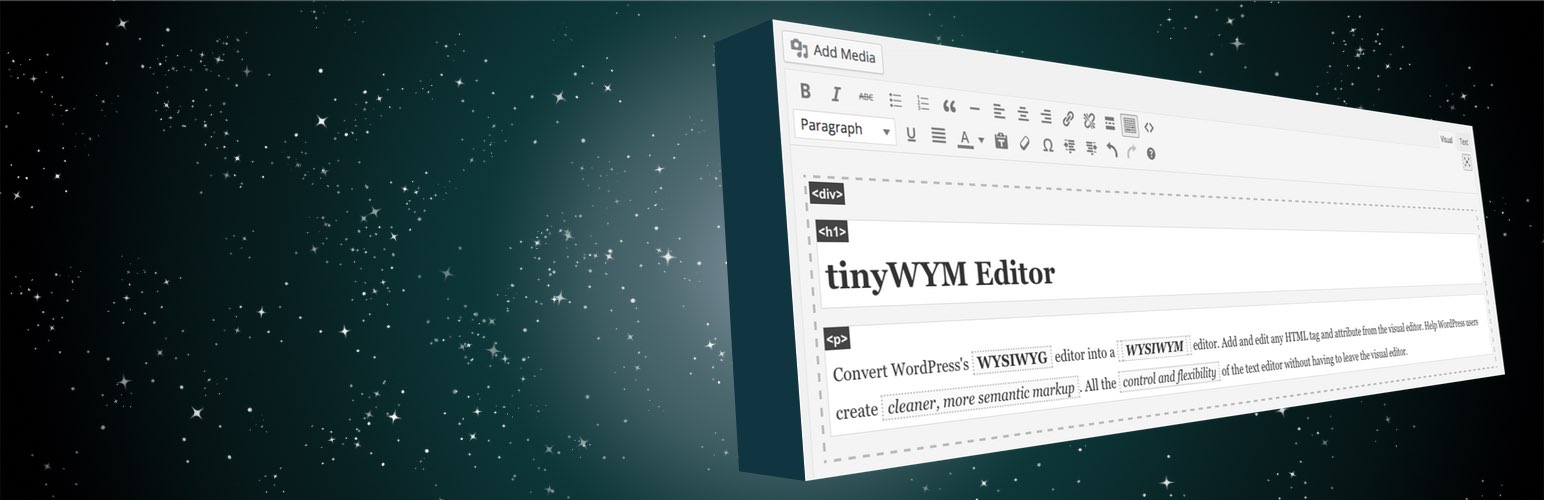 Add Media
B I ABC
Paragraph U A Ω
Visual Text
<div>
<h1>
tinyWYM Editor
<p>
Convert WordPress's WYSIWYG editor into a WYSIWYM editor. Add and edit any HTML tag and attribute from the visual editor. Help WordPress users
create cleaner, more semantic markup. All the control and flexibility of the text editor without having to leave the visual editor.